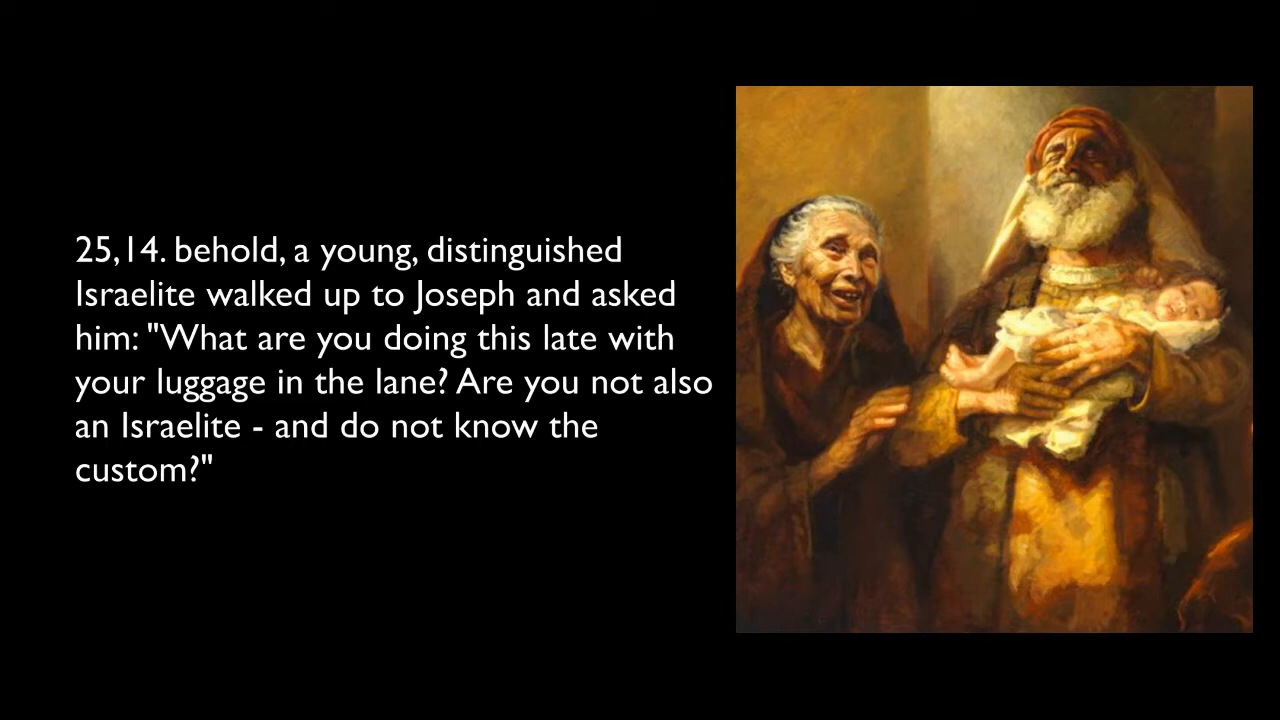 25,14. behold, a young, distinguished
Israelite walked up to Joseph and asked
him: "What are you doing this late with
your luggage in the lane? Are you not also
an Israelite - and do not know the
custom?"